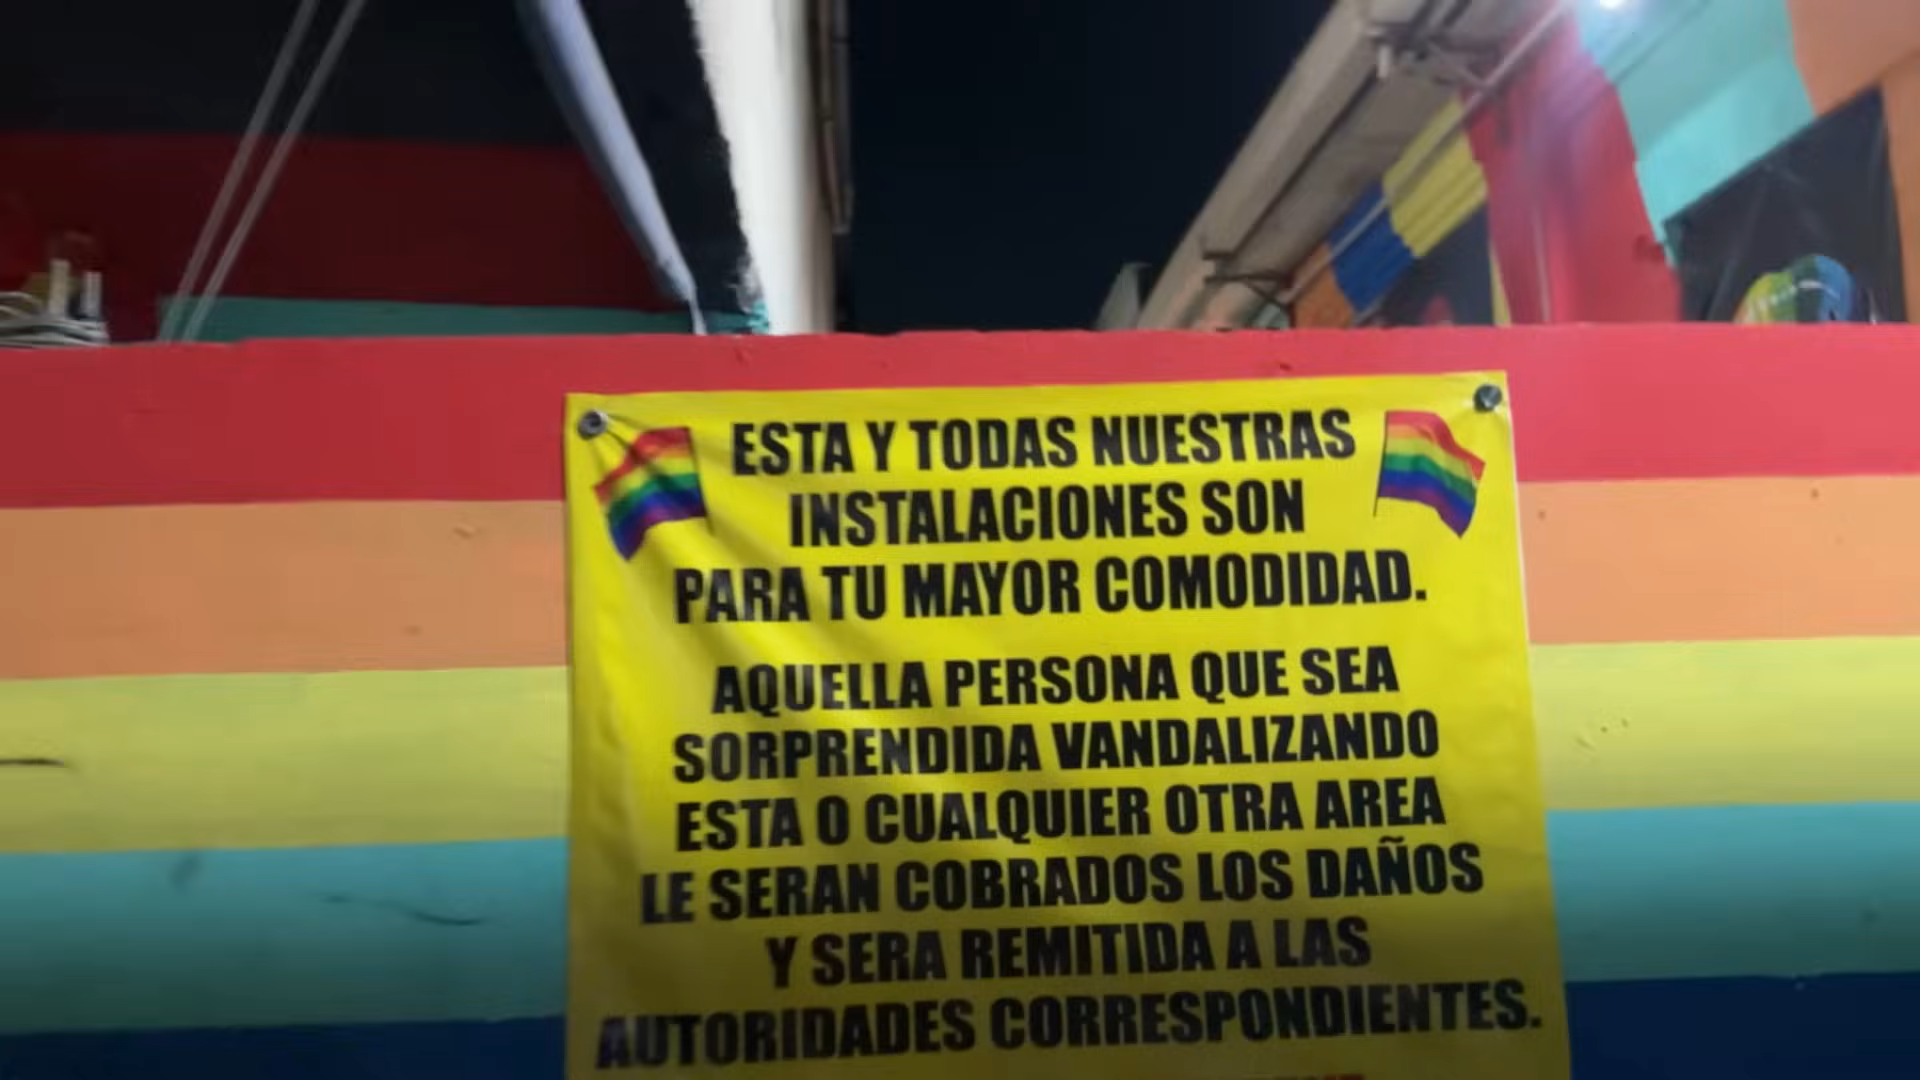 ESTA Y TODAS NUESTRAS
INSTALACIONES SON
PARA TU MAYOR COMODIDAD.
AQUELLA PERSONA QUE SEA
SORPRENDIDA VANDALIZANDO
ESTA O CUALQUIER OTRA AREA
LE SERAN COBRADOS LOS DAÑOS
Y SERA REMITIDA A LAS
AUTORIDADES CORRESPONDIENTES.